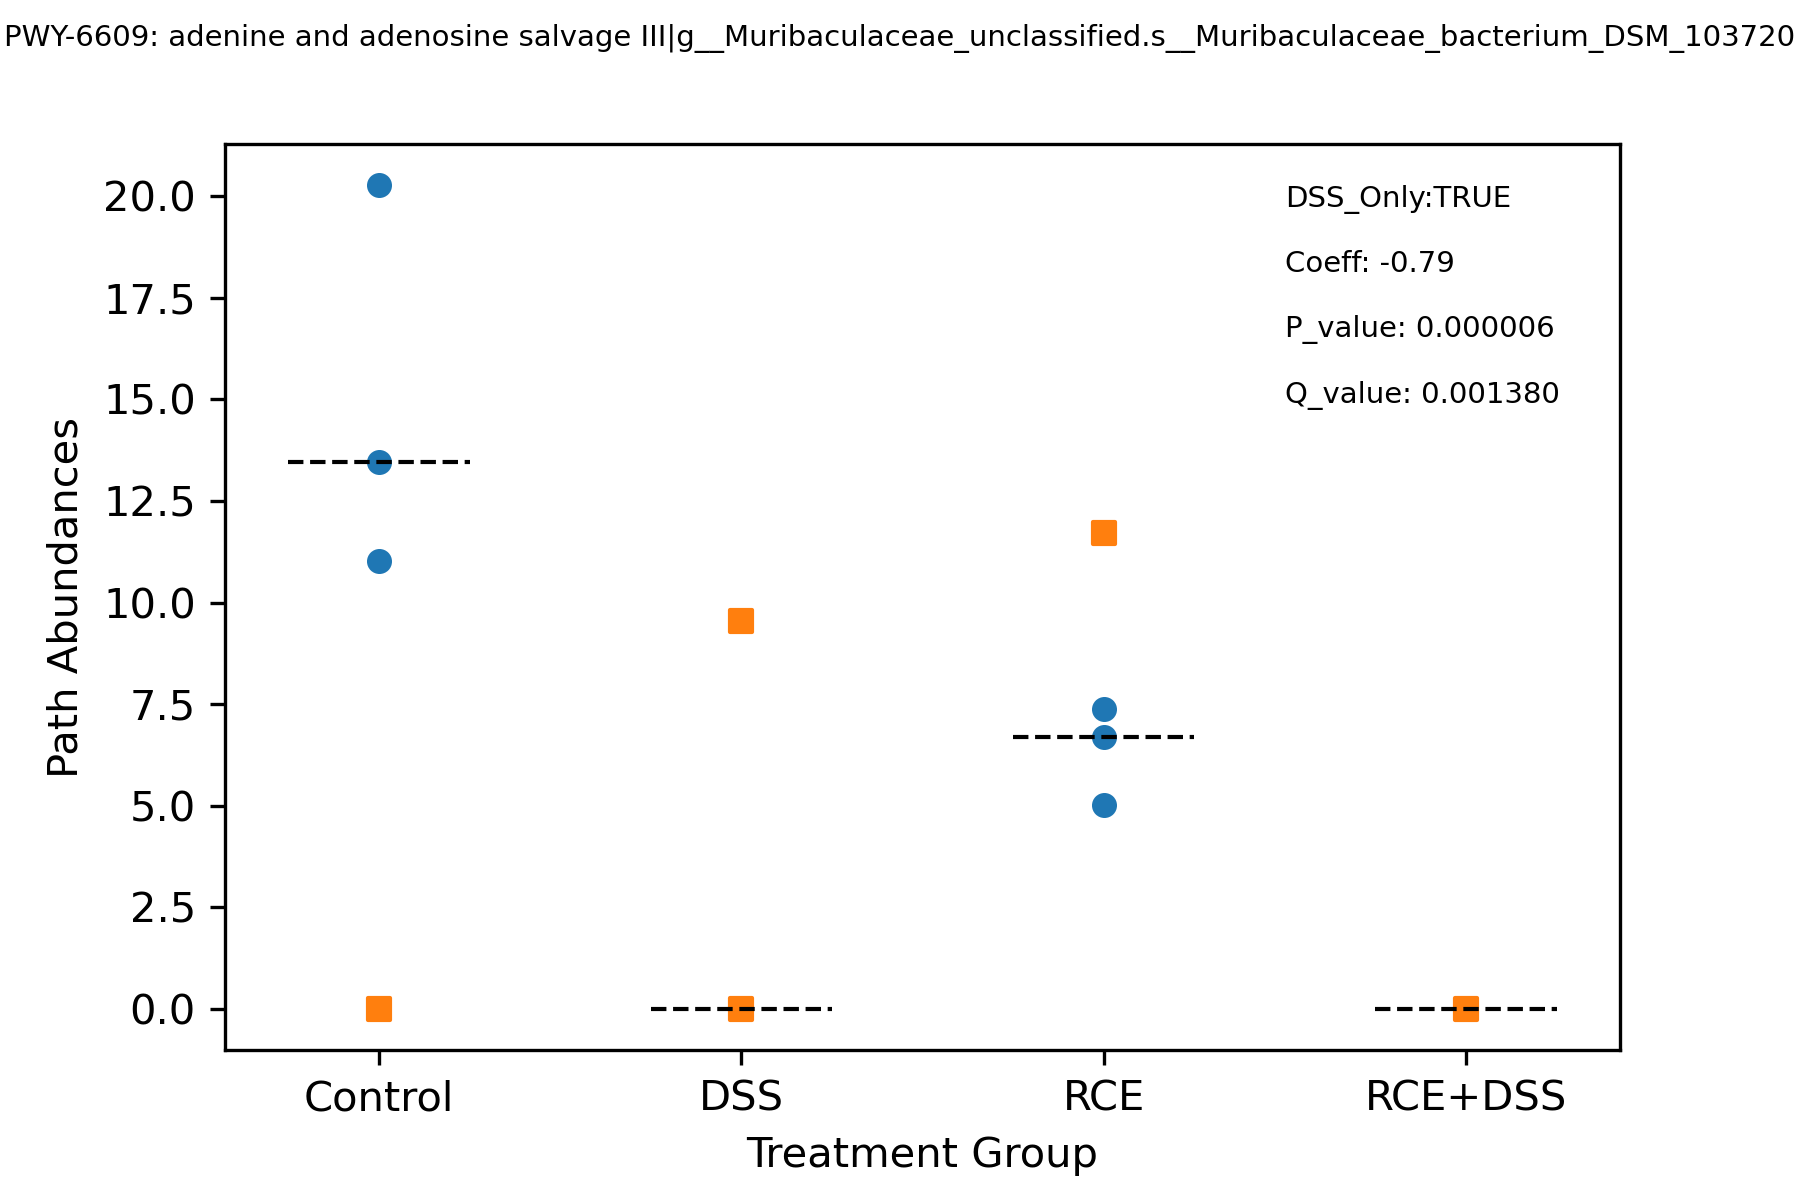 PWY-6609: adenine and adenosine salvage III|g__Muribaculaceae_unclassified.s__Muribaculaceae_bacterium_DSM_103720
20.0
17.5
15.0
12.5
10.0
7.5
5.0
2.5
0.0
Path Abundances
DSS_Only:TRUE
Coeff: -0.79
P_value: 0.000006
Q_value: 0.001380
Control
DSS
RCE
RCE+DSS
Treatment Group